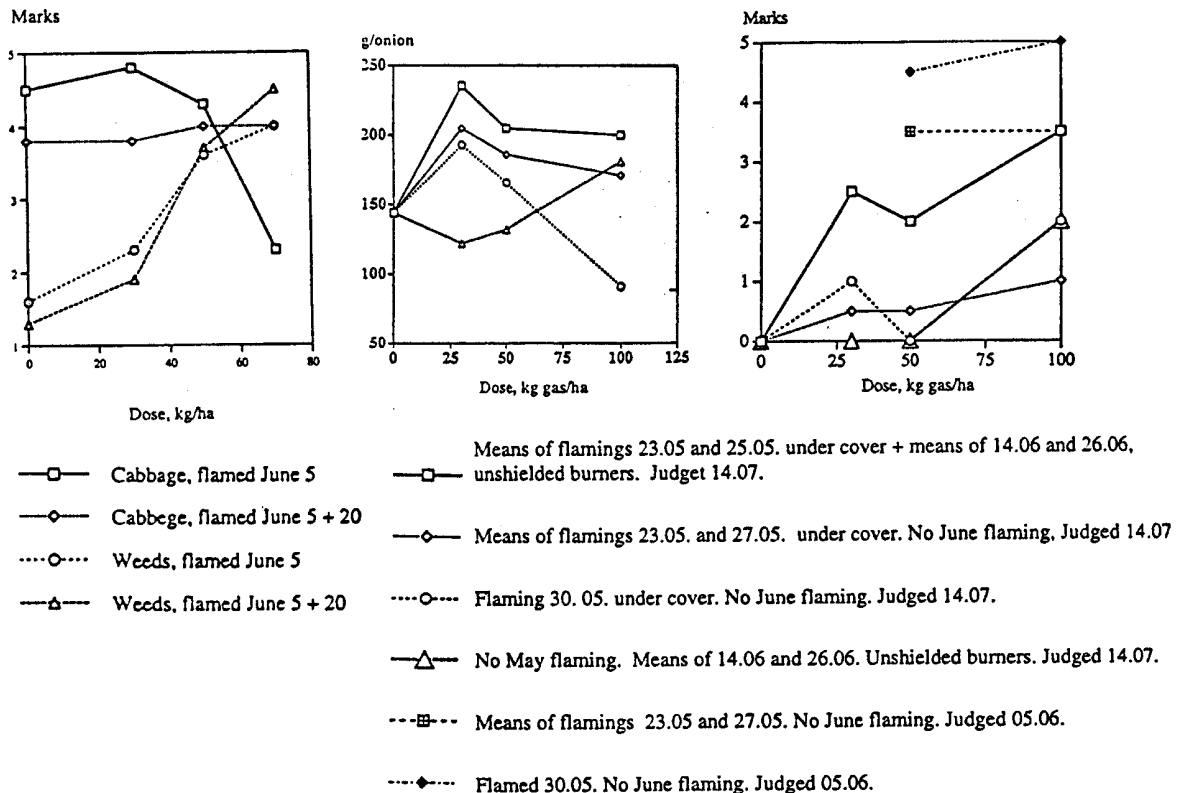 Marks
5
4
3
2
1
0
20
40
60
80
Dose, kg/ha
g/onion
250
200
150
100
50
0
25
50
75
100
125
Dose, kg gas/ha
Marks
5
4
3
2
1
0
0
25
50
75
100
Dose, kg gas/ha
Cabbage, flamed June 5
Cabbege, flamed June 5 + 20
Weeds, flamed June 5
Weeds, flamed June 5 + 20
Means of flamings 23.05 and 25.05. under cover + means of 14.06 and 26.06,
unshielded burners. Judget 14.07.
Means of flamings 23.05. and 27.05. under cover. No June flaming, Judged 14.07
Flaming 30. 05. under cover. No June flaming. Judged 14.07.
No May flaming. Means of 14.06 and 26.06. Unshielded burners. Judged 14.07.
Means of flamings 23.05 and 27.05. No June flaming. Judged 05.06.
Flamed 30.05. No June flaming. Judged 05.06.